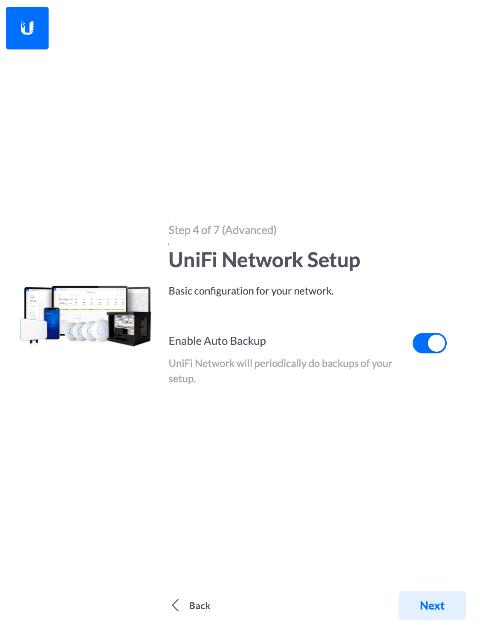 Step 4 of 7 (Advanced)
UniFi Network Setup
Basic configuration for your network.
Enable Auto Backup
UniFi Network will periodically do backups of your
setup.
Back
Next